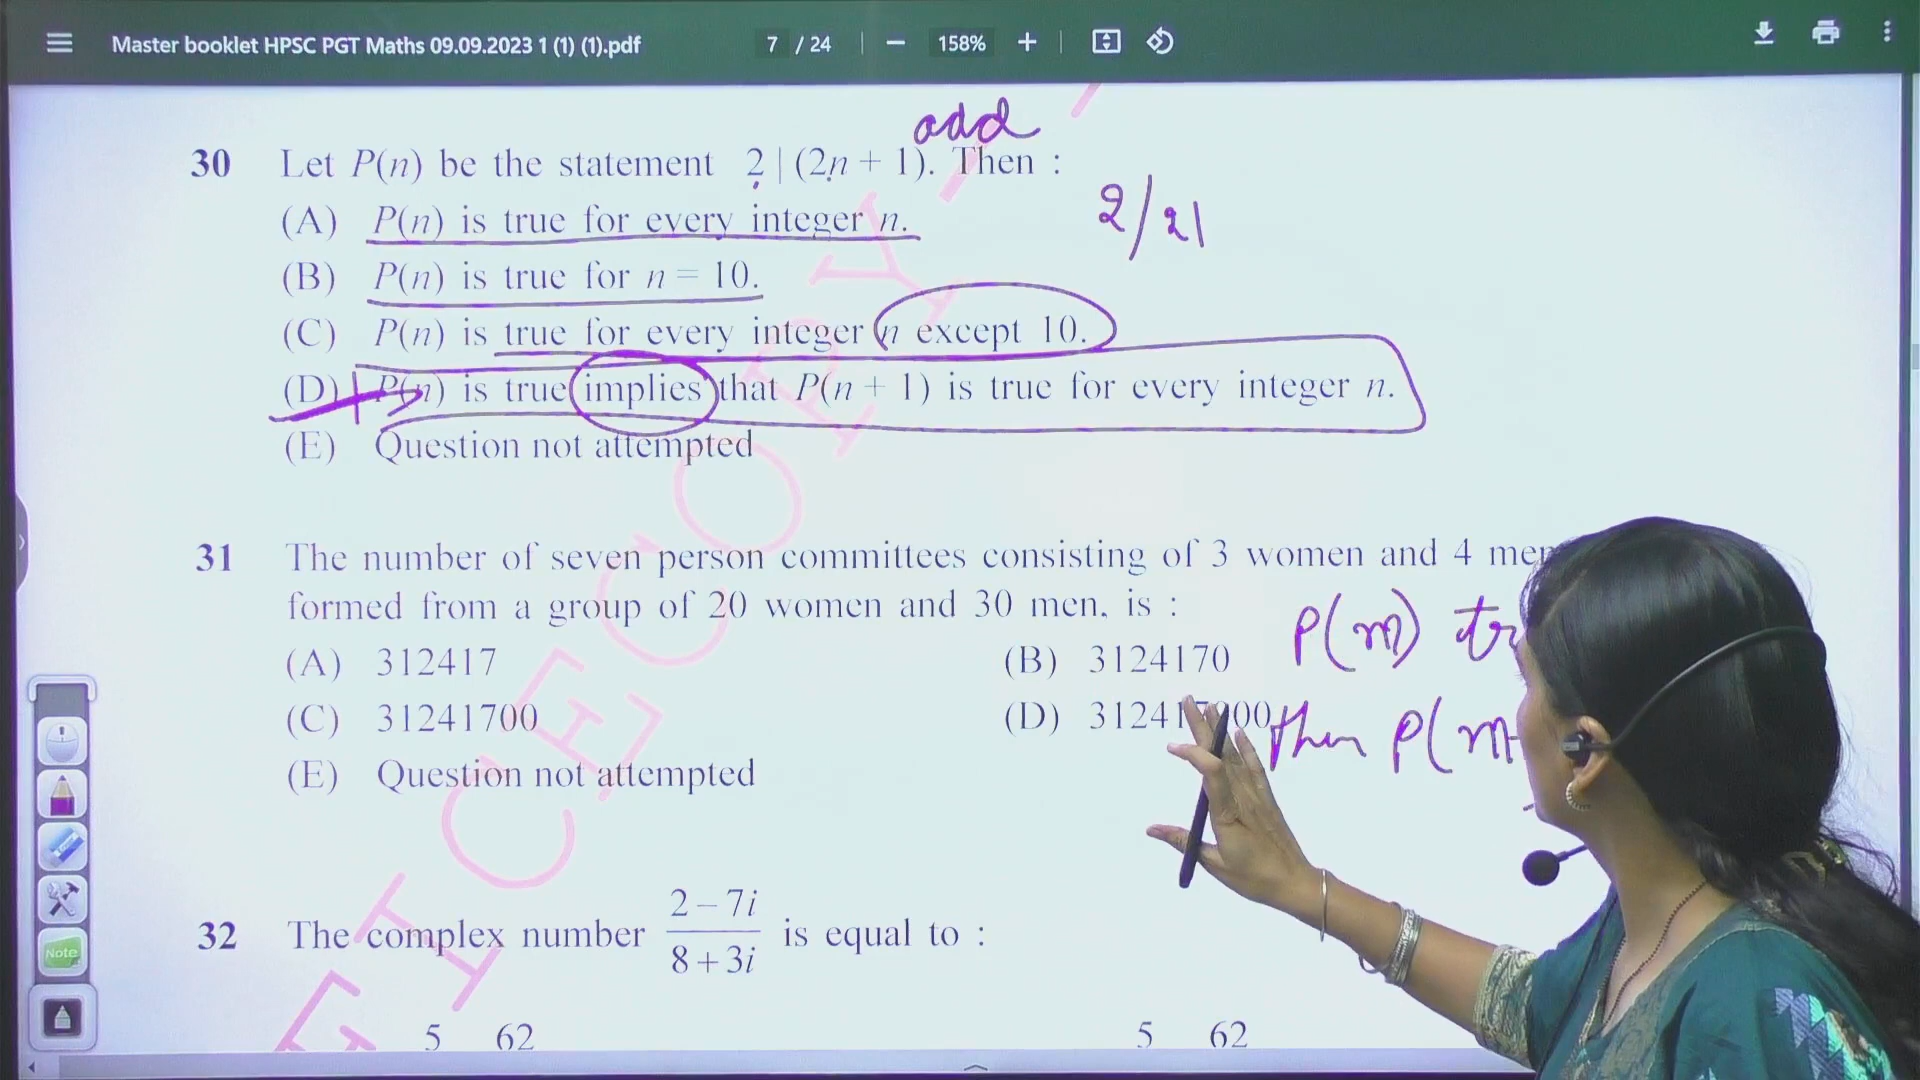 Master booklet HPSC PGT Maths 09.09.2023 1 (1) (1).pdf 7 / 24 158%
odd
30 Let P(n) be the statement 2 | (2n + 1). Then :
2/21
(A) P(n) is true for every integer n.
(B) P(n) is true for n = 10.
(C) P(n) is true for every integer n except 10.
(D) P(n) is true implies that P(n + 1) is true for every integer n.
(E) Question not attempted
31 The number of seven person committees consisting of 3 women and 4 men
formed from a group of 20 women and 30 men, is :
P(m)
(A) 312417 (B) 3124170
(C) 31241700 (D)
then P(m
(E) Question not attempted
32 The complex number (2 – 7i)/(8 + 3i) is equal to :
5 62 5 62
Note